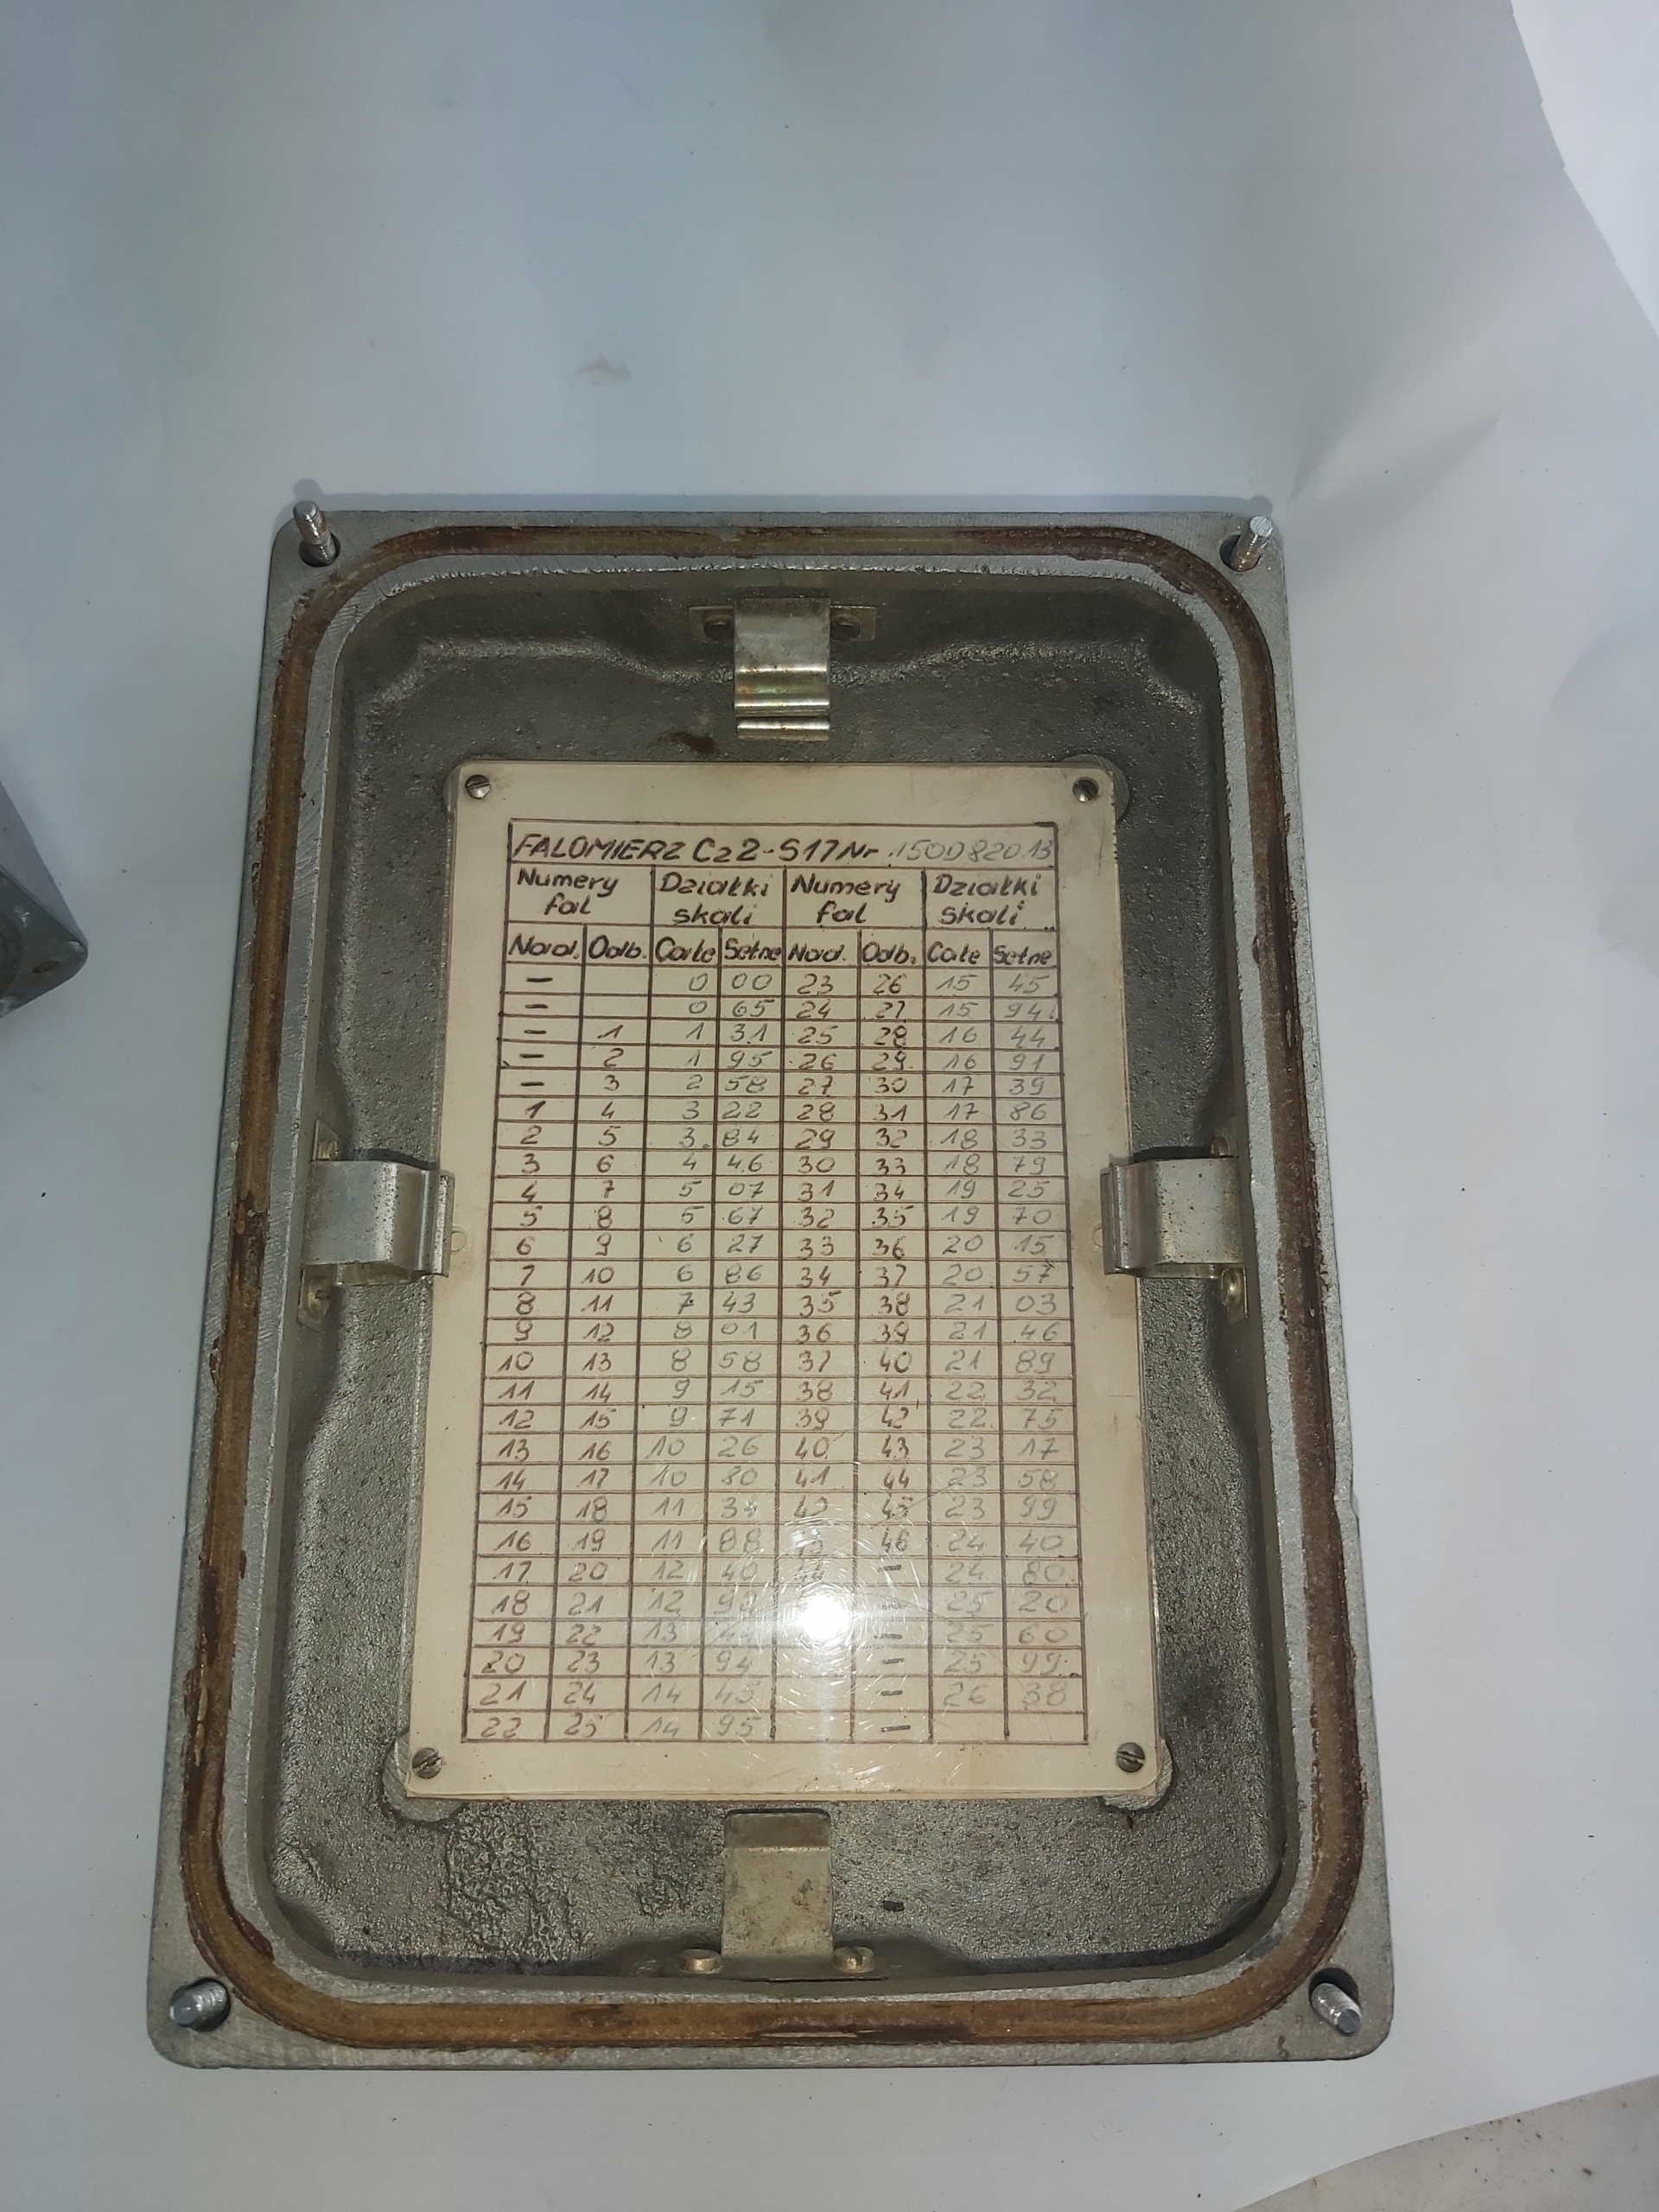 FALOMIERZ Cz2-S17 Nr 150D820 13
Numery fal Działki skali Numery fal Działki skali
Nad. Odb. Całe Setne Nad. Odb. Całe Setne
— 0 00 23 26 15 45
— 0 65 24 27 15 94
— 1 1 31 25 28 16 44
— 2 1 95 26 29 16 91
— 3 2 58 27 30 17 39
1 4 3 22 28 31 17 86
2 5 3 84 29 32 18 33
3 6 4 46 30 33 18 79
4 7 5 07 31 34 19 25
5 8 5 67 32 35 19 70
6 9 6 27 33 36 20 15
7 10 6 86 34 37 20 57
8 11 7 43 35 38 21 03
9 12 8 01 36 39 21 46
10 13 8 58 37 40 21 89
11 14 9 15 38 41 22 32
12 15 9 71 39 42 22 75
13 16 10 26 40 43 23 17
14 17 10 80 41 44 23 58
15 18 11 34 42 45 23 99
16 19 11 88 46 24 40
17 20 12 40 — 24 80
18 21 12 — 25 20
19 22 13 — 25 60
20 23 13 94 — 25 99
21 24 14 45 — 26 38
22 25 14 95 —